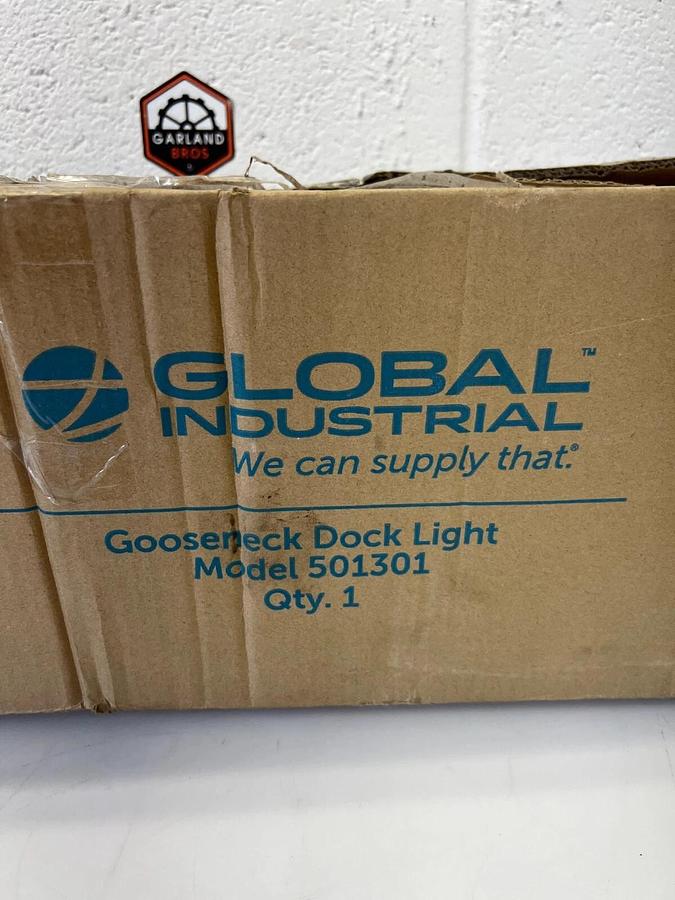 GARLAND
BROS
GLOBAL™
INDUSTRIAL
We can supply that.®
Gooseneck Dock Light
Model 501301
Qty. 1